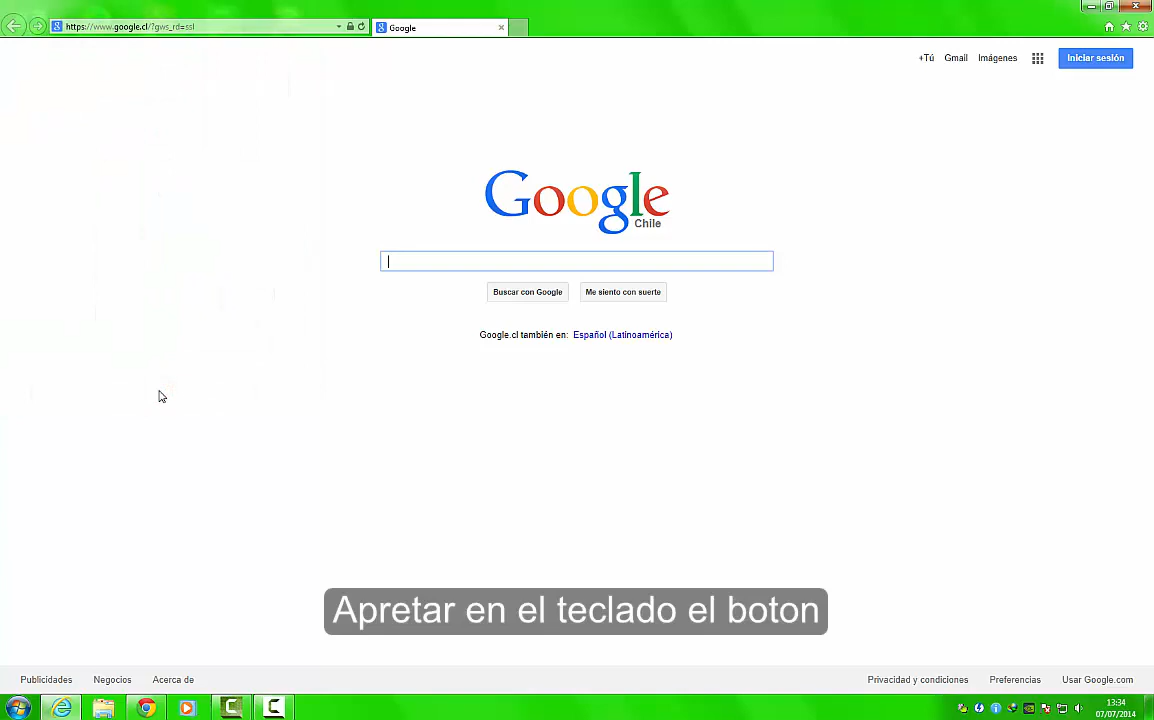 https://www.google.cl/?gws_rd=ssl
Google
+Tú Gmail Imágenes
Iniciar sesión
Google
Chile
Buscar con Google
Me siento con suerte
Google.cl también en: Español (Latinoamérica)
Apretar en el teclado el boton
Publicidades Negocios Acerca de
Privacidad y condiciones Preferencias Usar Google.com
13:34
07/07/2014